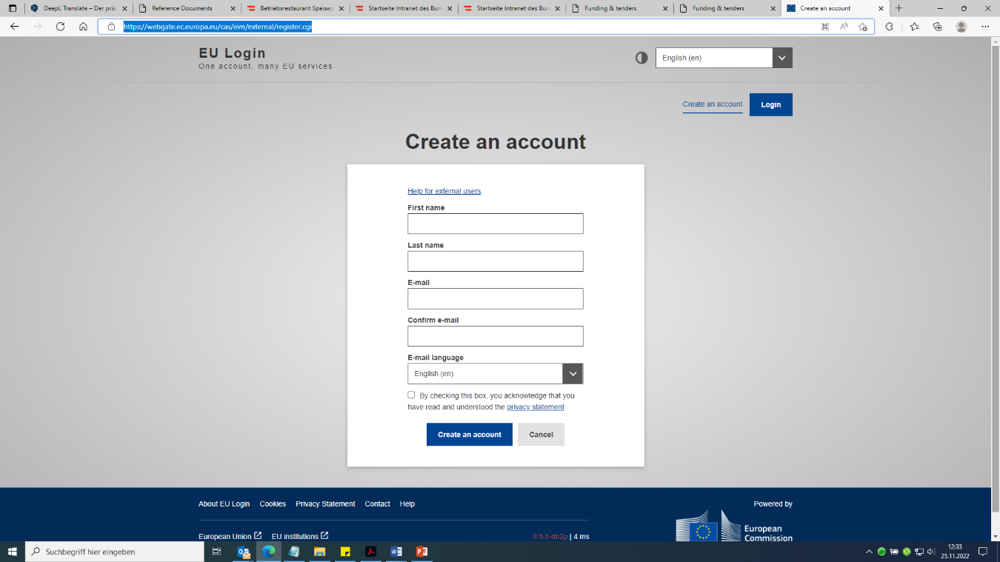 DeepL Translate – Der prä
Reference Documents
Betriebsrestaurant Speisep
Startseite Intranet des Bun
Startseite Intranet des Bun
Funding & tenders
Funding & tenders
Create an account
https://webgate.ec.europa.eu/cas/eim/external/register.cgi
EU Login
One account, many EU services
English (en)
Create an account
Login
Create an account
Help for external users
First name
Last name
E-mail
Confirm e-mail
E-mail language
English (en)
By checking this box, you acknowledge that you
have read and understood the privacy statement
Create an account
Cancel
About EU Login Cookies Privacy Statement Contact Help
Powered by
European Union EU institutions
9.5.5-dn2p | 4 ms
European
Commission
Suchbegriff hier eingeben
12:33
25.11.2022